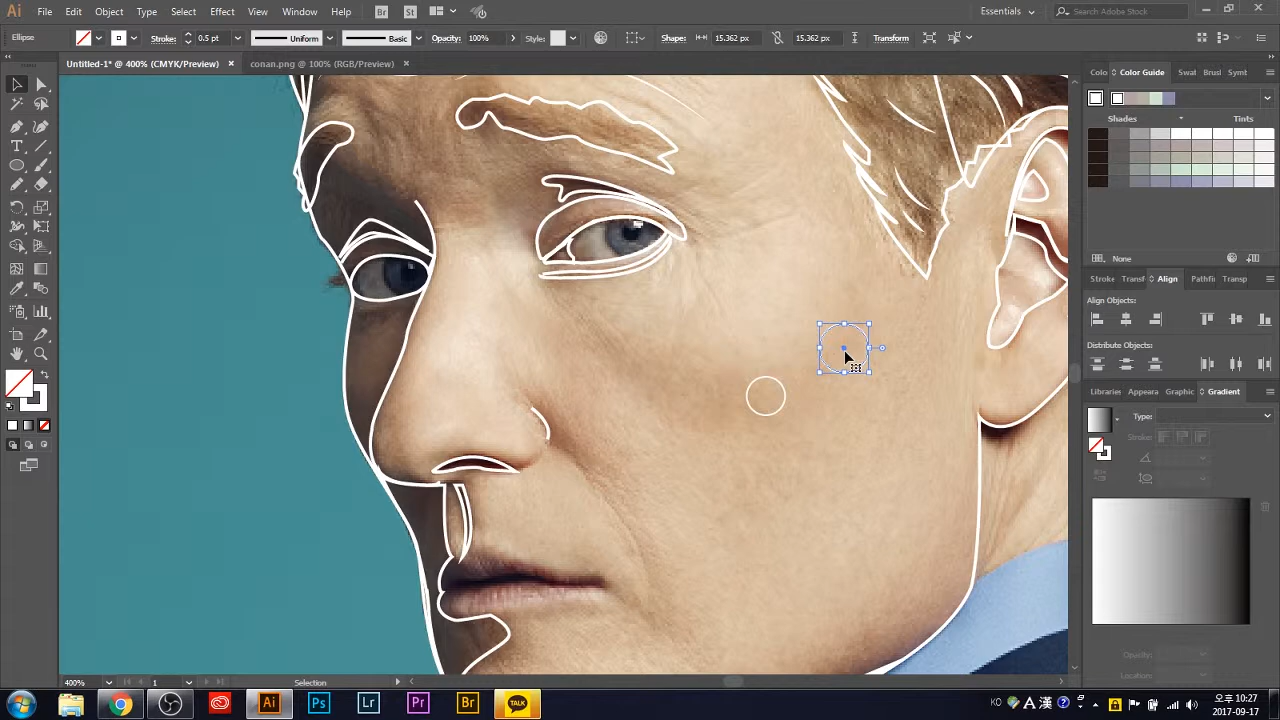 Ai File Edit Object Type Select Effect View Window Help Br St Essentials Search Adobe Stock
Ellipse Stroke: 0.5 pt Uniform Basic Opacity: 100% Style: Shape: 15.362 px 15.362 px Transform
Untitled-1* @ 400% (CMYK/Preview) × conan.png @ 100% (RGB/Preview) ×
Colo Color Guide Swat Brusl Symt
Shades Tints
None
Stroke Transf Align Pathfi Transp
Align Objects:
Distribute Objects:
Libraries Appeara Graphic Gradient
Type:
Stroke:
Opacity:
Location:
400% 1 Selection
Ai Ps Lr Pr Br TALK KO A 漢 ? 오후 10:27
2017-09-17